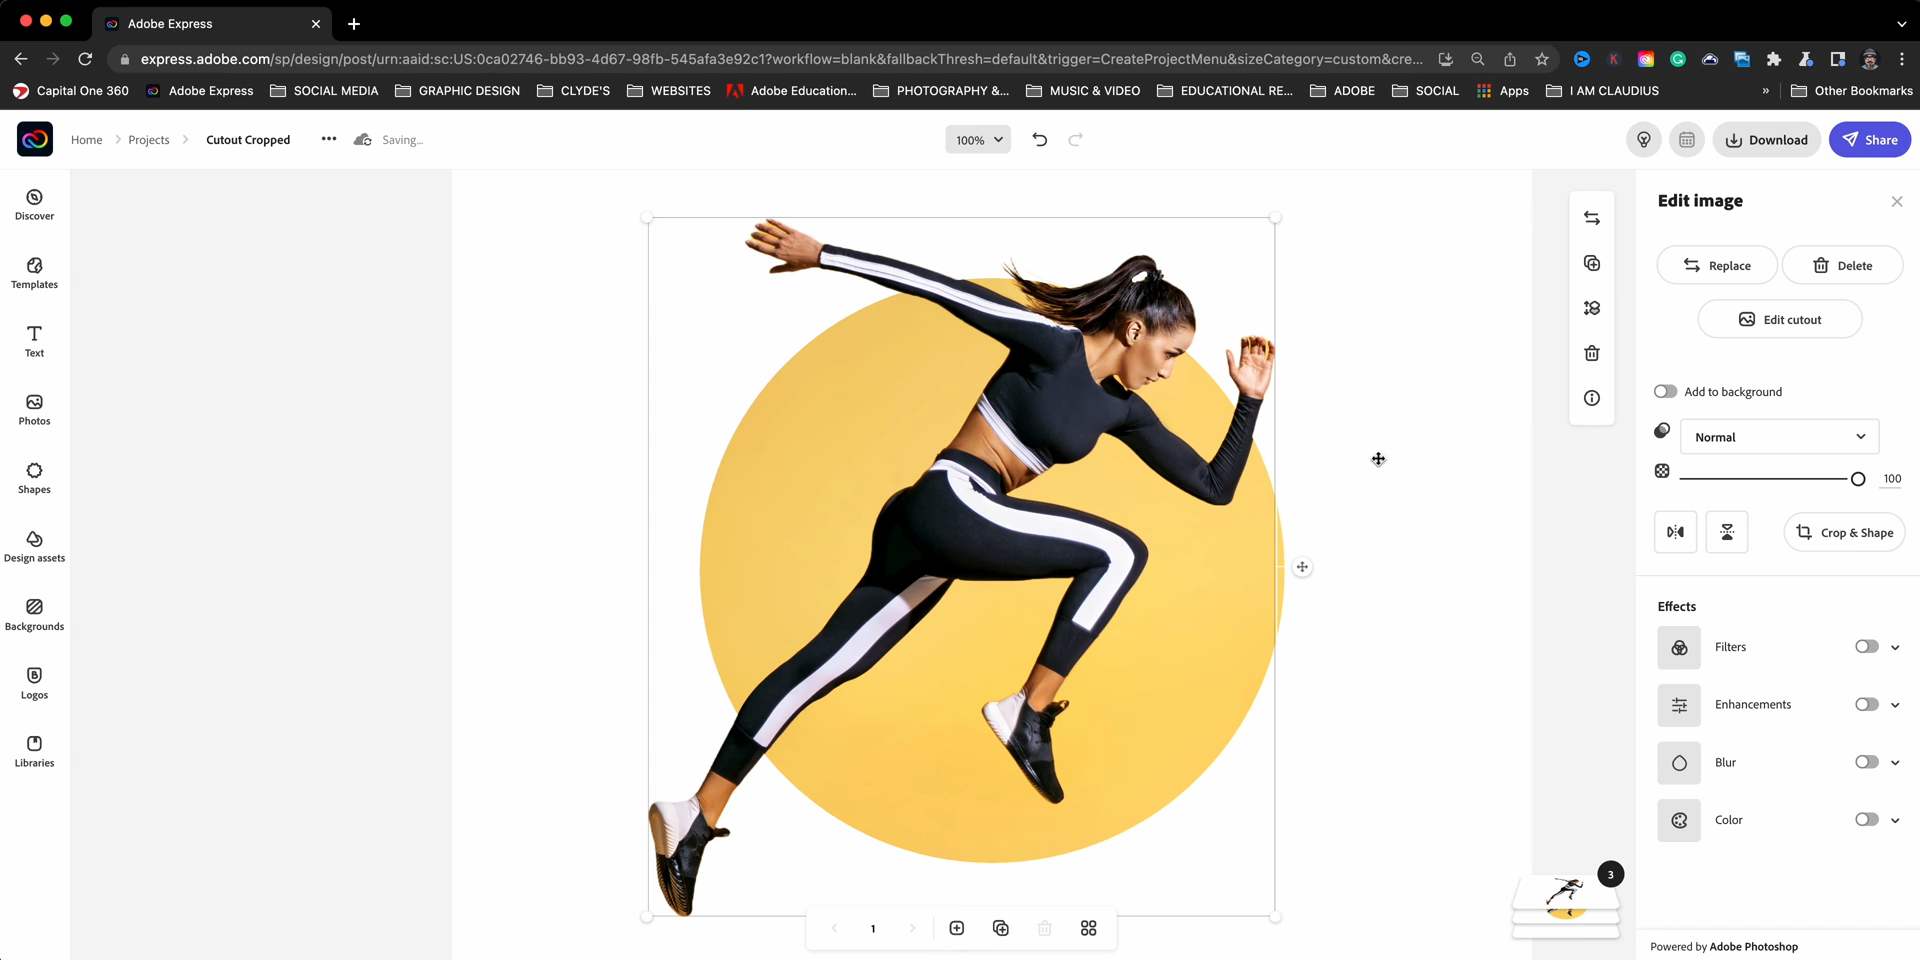 Adobe Express
express.adobe.com/sp/design/post/urn:aaid:sc:US:0ca02746-bb93-4d67-98fb-545afa3e92c1?workflow=blank&fallbackThresh=default&trigger=CreateProjectMenu&sizeCategory=custom&cre...
Capital One 360 Adobe Express SOCIAL MEDIA GRAPHIC DESIGN CLYDE'S WEBSITES Adobe Education... PHOTOGRAPHY &... MUSIC & VIDEO EDUCATIONAL RE... ADOBE SOCIAL Apps I AM CLAUDIUS » Other Bookmarks
Home Projects Cutout Cropped ••• Saving... 100% Download Share
Discover
Templates
Text
Photos
Shapes
Design assets
Backgrounds
Logos
Libraries
Edit image
Replace Delete
Edit cutout
Add to background
Normal
100
Crop & Shape
Effects
Filters
Enhancements
Blur
Color
3
1
Powered by Adobe Photoshop